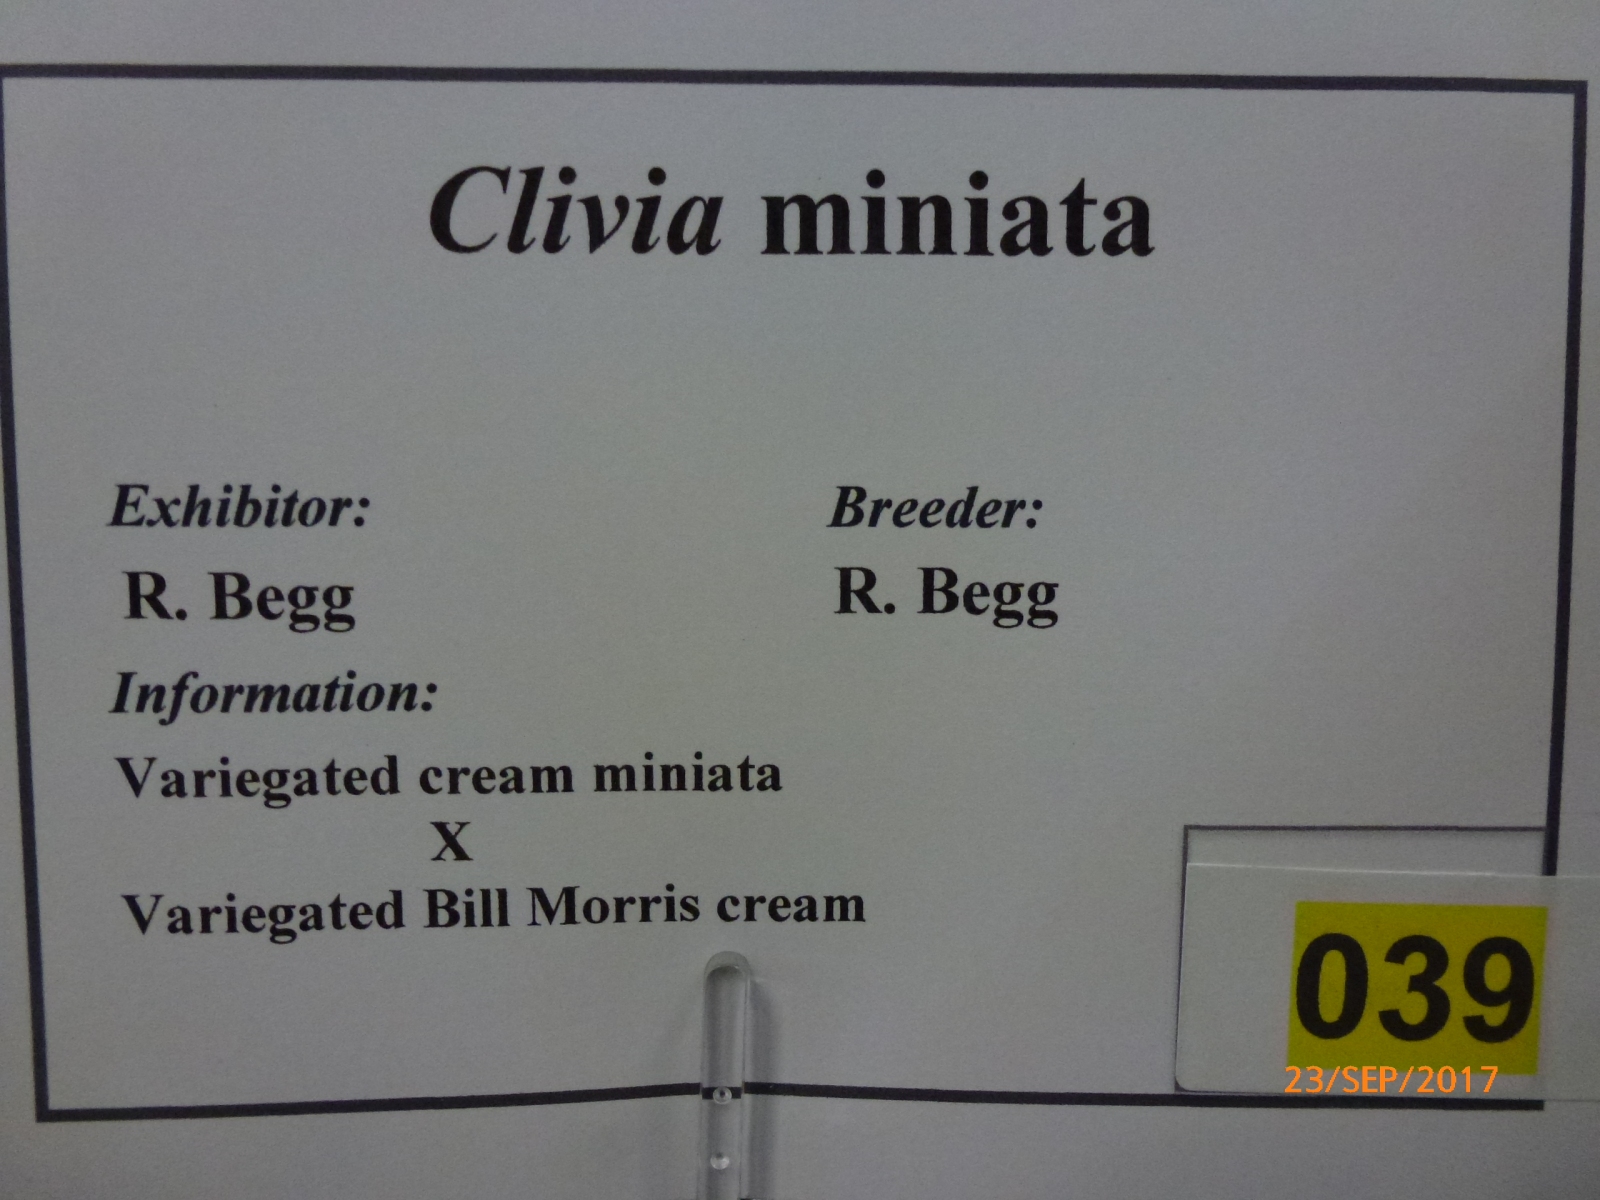 Clivia miniata
Exhibitor:
R. Begg
Breeder:
R. Begg
Information:
Variegated cream miniata
X
Variegated Bill Morris cream
039
23/SEP/2017